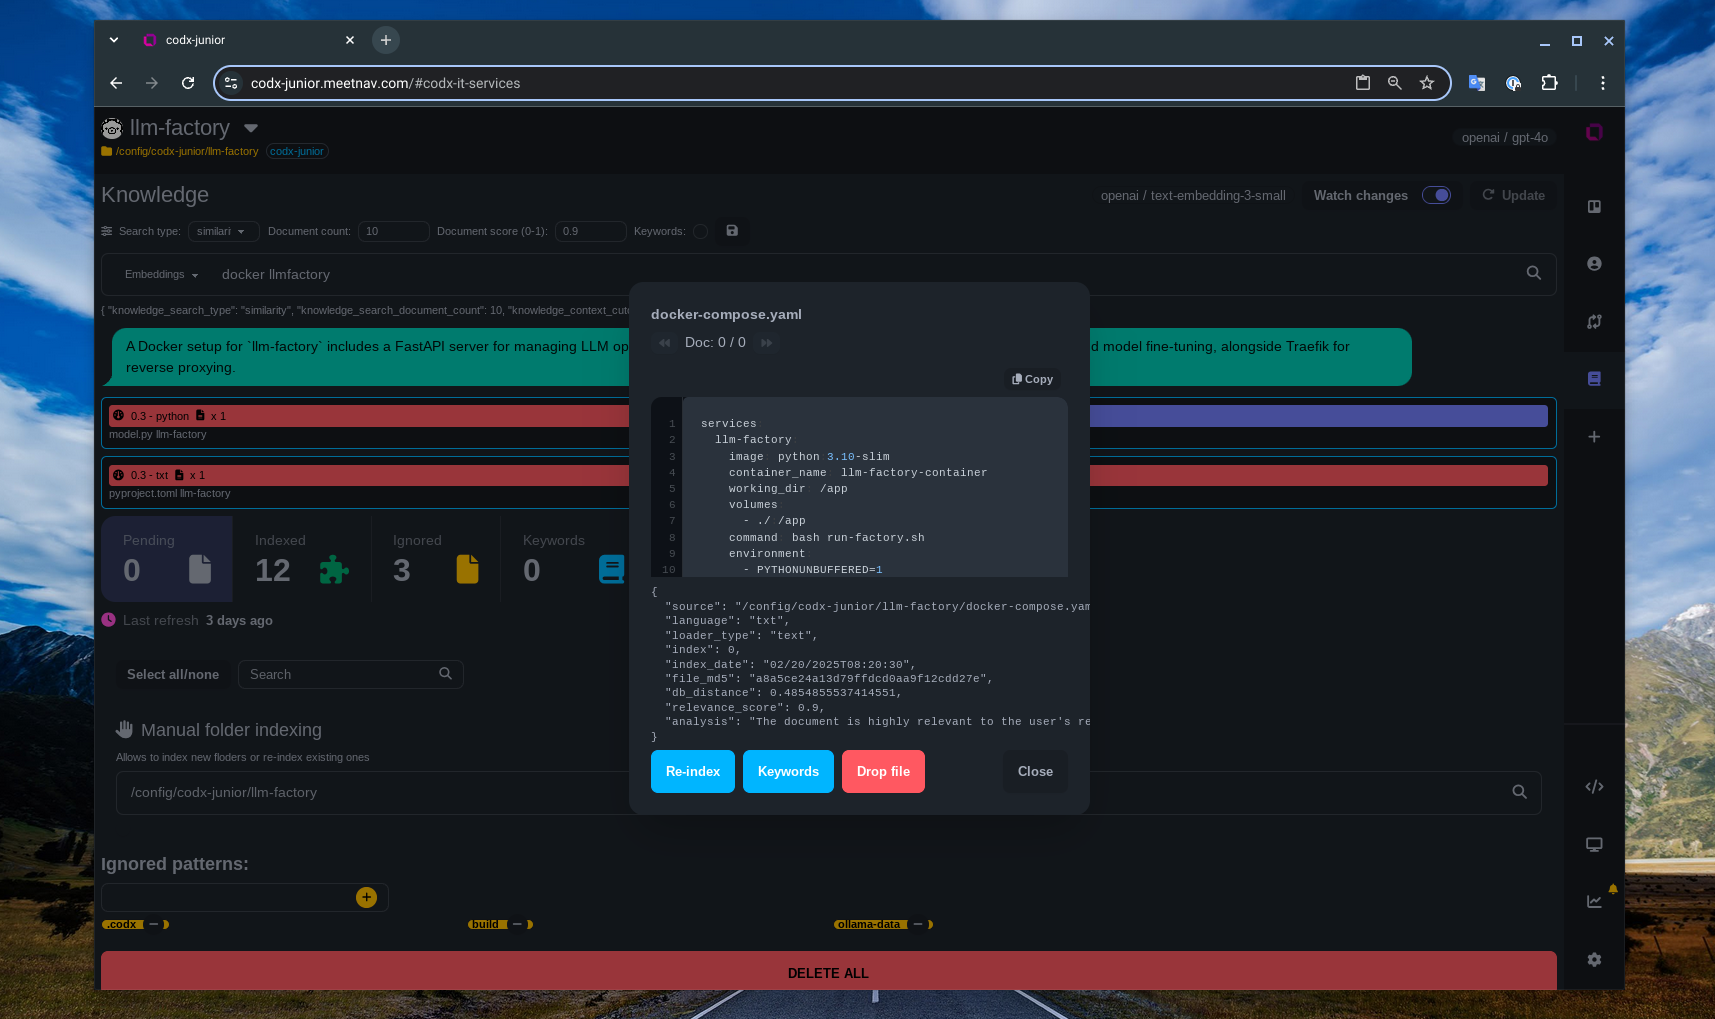 codx-junior
codx-junior.meetnav.com/#codx-it-services
llm-factory
/config/codx-junior/llm-factory codx-junior
openai / gpt-4o
Knowledge
openai / text-embedding-3-small Watch changes Update
Search type: similari Document count: 10 Document score (0-1): 0.9 Keywords:
Embeddings docker llmfactory
{ "knowledge_search_type": "similarity", "knowledge_search_document_count": 10, "knowledge_context_cuto
A Docker setup for `llm-factory` includes a FastAPI server for managing LLM op
d model fine-tuning, alongside Traefik for
reverse proxying.
0.3 - python x 1
model.py llm-factory
0.3 - txt x 1
pyproject.toml llm-factory
Pending
0
Indexed
12
Ignored
3
Keywords
0
Last refresh 3 days ago
Select all/none Search
Manual folder indexing
Allows to index new floders or re-index existing ones
/config/codx-junior/llm-factory
Ignored patterns:
.codx build ollama-data
DELETE ALL
docker-compose.yaml
Doc: 0 / 0
Copy
1 services:
2 llm-factory:
3 image: python:3.10-slim
4 container_name: llm-factory-container
5 working_dir: /app
6 volumes:
7 - ./:/app
8 command: bash run-factory.sh
9 environment:
10 - PYTHONUNBUFFERED=1
{
"source": "/config/codx-junior/llm-factory/docker-compose.yam
"language": "txt",
"loader_type": "text",
"index": 0,
"index_date": "02/20/2025T08:20:30",
"file_md5": "a8a5ce24a13d79ffdcd0aa9f12cdd27e",
"db_distance": 0.4854855537414551,
"relevance_score": 0.9,
"analysis": "The document is highly relevant to the user's re
}
Re-index Keywords Drop file Close